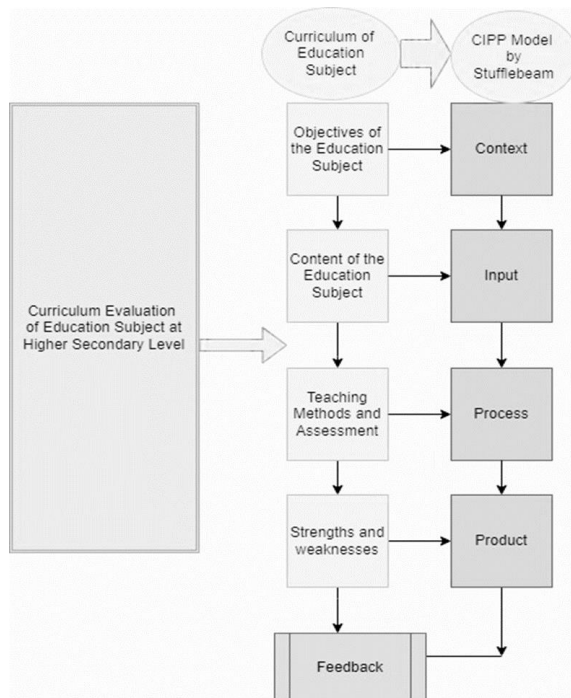 Curriculum of
Education
Subject
CIPP Model
by
Stufflebeam
Objectives of
the Education
Subject
Context
Content of the
Education
Subject
Input
Curriculum Evaluation
of Education Subject at
Higher Secondary Level
Teaching
Methods and
Assessment
Process
Strengths and
weaknesses
Product
Feedback